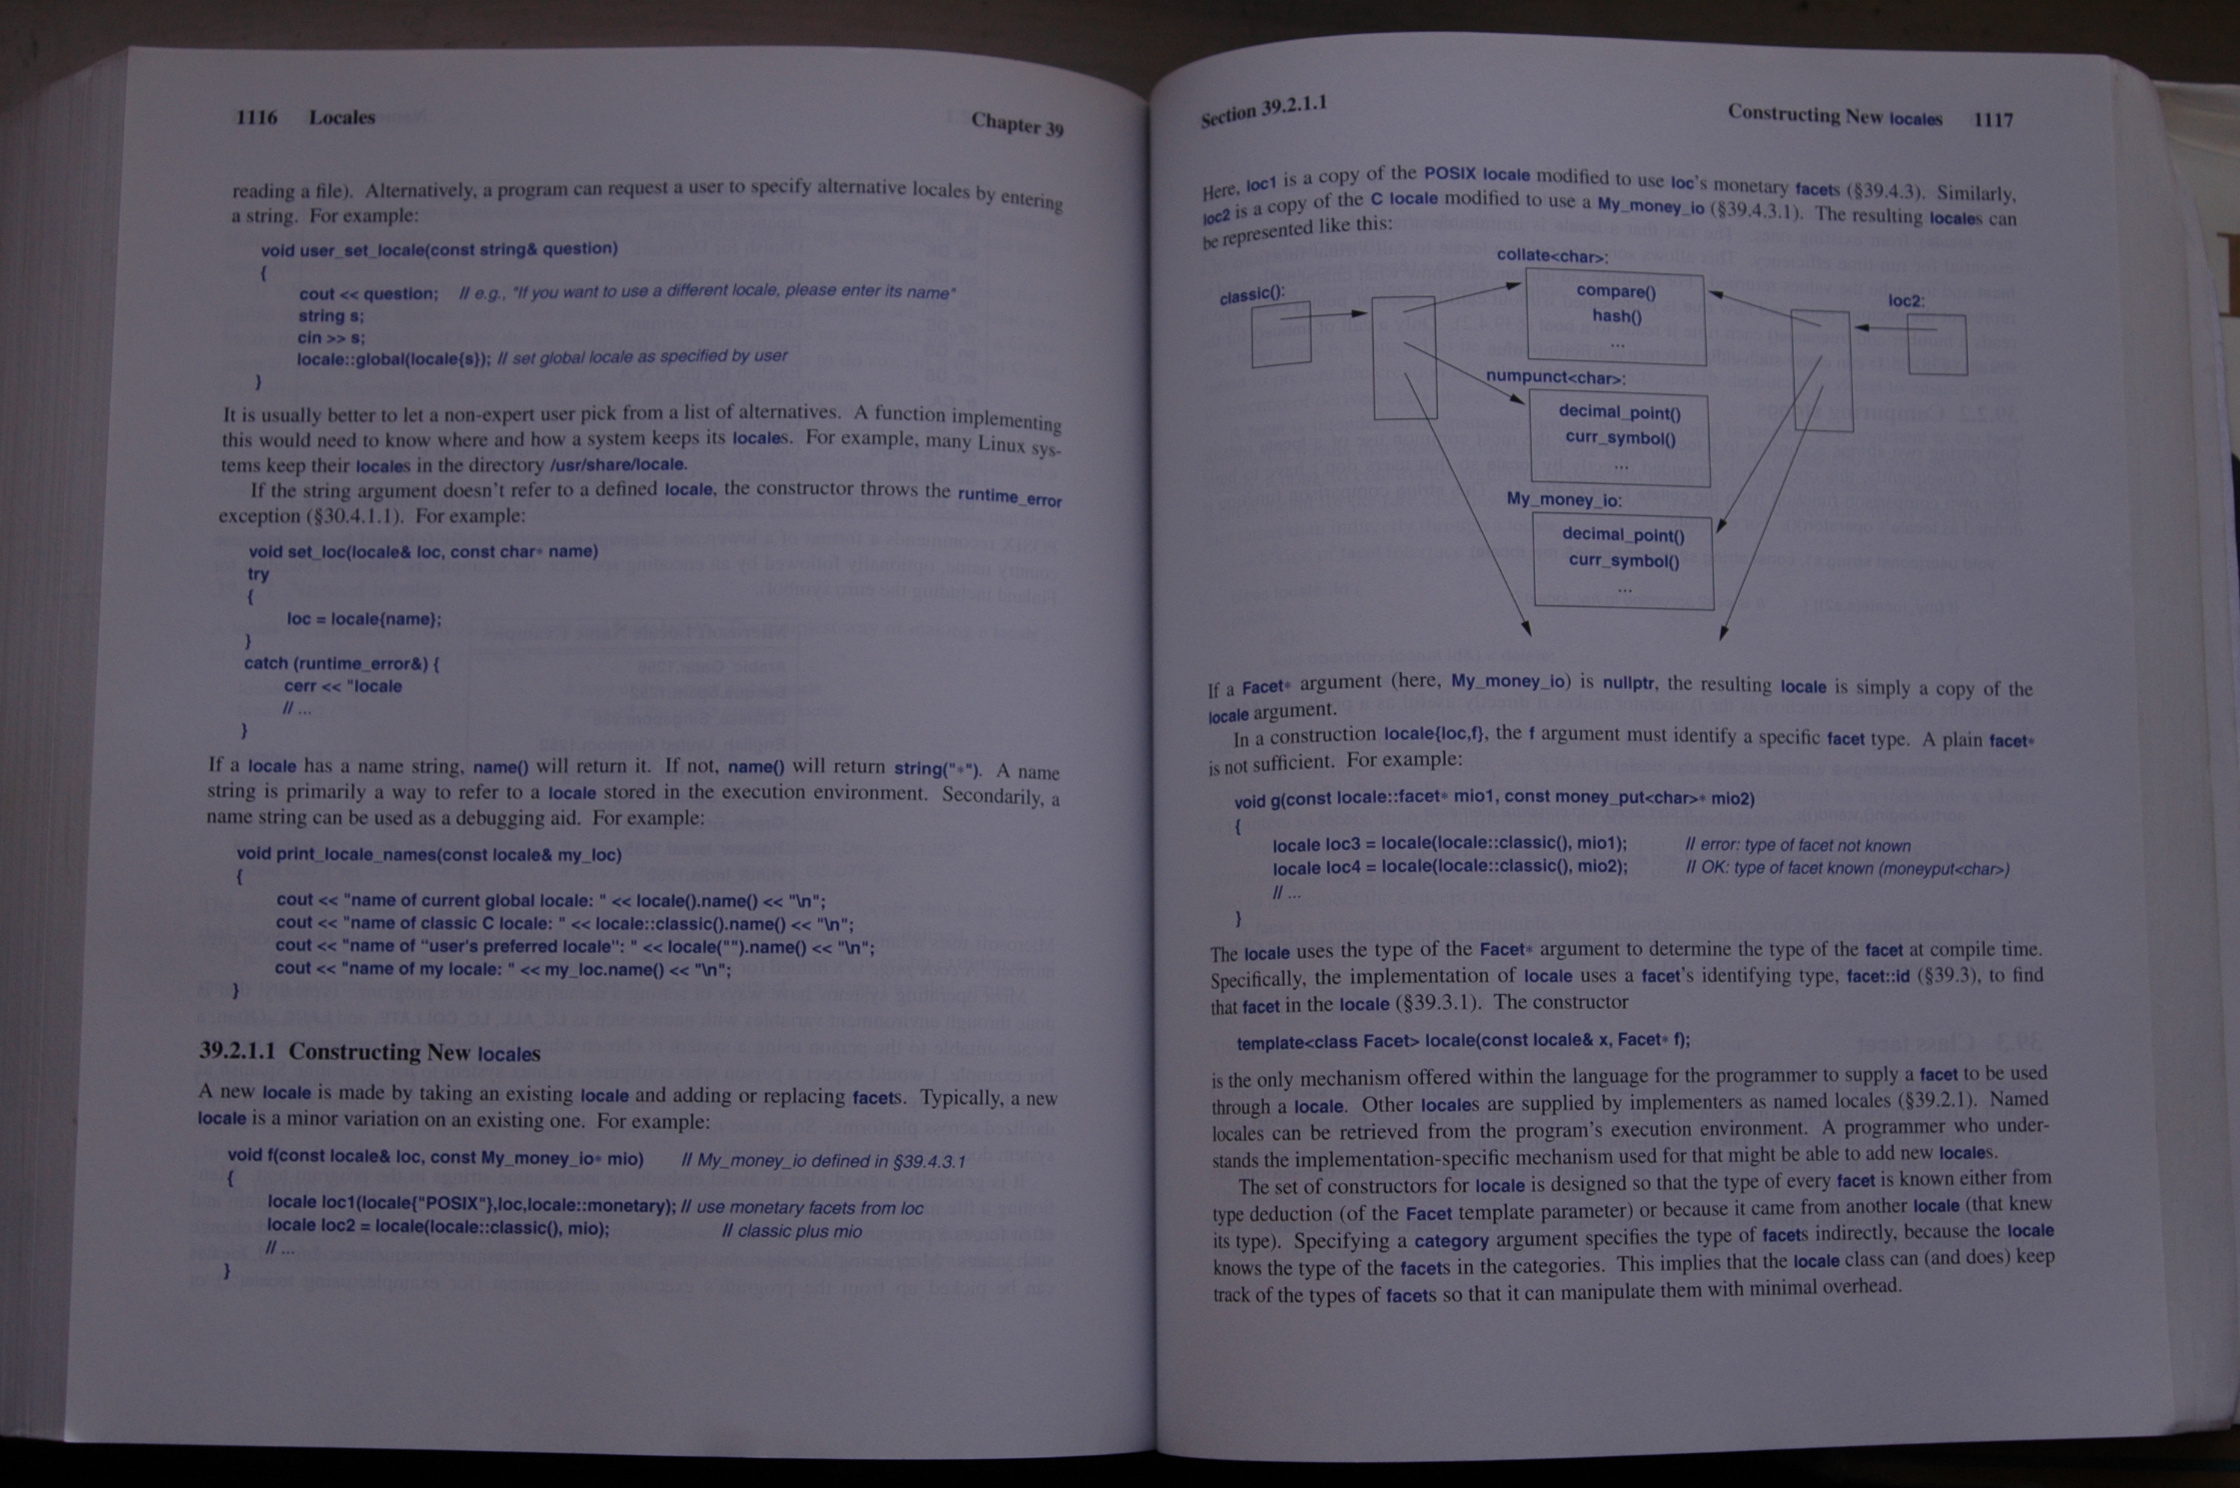 1116 Locales Chapter 39
reading a file). Alternatively, a program can request a user to specify alternative locales by entering
a string. For example:
void user_set_locale(const string& question)
{
cout << question; // e.g., "If you want to use a different locale, please enter its name"
string s;
cin >> s;
locale::global(locale{s}); // set global locale as specified by user
}
It is usually better to let a non-expert user pick from a list of alternatives. A function implementing
this would need to know where and how a system keeps its locales. For example, many Linux sys-
tems keep their locales in the directory /usr/share/locale.
If the string argument doesn't refer to a defined locale, the constructor throws the runtime_error
exception (§30.4.1.1). For example:
void set_loc(locale& loc, const char* name)
try
{
loc = locale{name};
}
catch (runtime_error&) {
cerr << "locale
// ...
}
If a locale has a name string, name() will return it. If not, name() will return string("*"). A name
string is primarily a way to refer to a locale stored in the execution environment. Secondarily, a
name string can be used as a debugging aid. For example:
void print_locale_names(const locale& my_loc)
{
cout << "name of current global locale: " << locale().name() << "\n";
cout << "name of classic C locale: " << locale::classic().name() << "\n";
cout << "name of “user's preferred locale": " << locale("").name() << "\n";
cout << "name of my locale: " << my_loc.name() << "\n";
}
39.2.1.1 Constructing New locales
A new locale is made by taking an existing locale and adding or replacing facets. Typically, a new
locale is a minor variation on an existing one. For example:
void f(const locale& loc, const My_money_io* mio) // My_money_io defined in §39.4.3.1
{
locale loc1(locale{"POSIX"},loc,locale::monetary); // use monetary facets from loc
locale loc2 = locale(locale::classic(), mio); // classic plus mio
// ...
}
Section 39.2.1.1 Constructing New locales 1117
Here, loc1 is a copy of the POSIX locale modified to use loc's monetary facets (§39.4.3). Similarly,
loc2 is a copy of the C locale modified to use a My_money_io (§39.4.3.1). The resulting locales can
be represented like this:
collate<char>:
classic():
compare()
hash()
...
loc2:
numpunct<char>:
decimal_point()
curr_symbol()
...
My_money_io:
decimal_point()
curr_symbol()
...
If a Facet* argument (here, My_money_io) is nullptr, the resulting locale is simply a copy of the
locale argument.
In a construction locale{loc,f}, the f argument must identify a specific facet type. A plain facet*
is not sufficient. For example:
void g(const locale::facet* mio1, const money_put<char>* mio2)
{
locale loc3 = locale(locale::classic(), mio1); // error: type of facet not known
locale loc4 = locale(locale::classic(), mio2); // OK: type of facet known (moneyput<char>)
// ...
}
The locale uses the type of the Facet* argument to determine the type of the facet at compile time.
Specifically, the implementation of locale uses a facet's identifying type, facet::id (§39.3), to find
that facet in the locale (§39.3.1). The constructor
template<class Facet> locale(const locale& x, Facet* f);
is the only mechanism offered within the language for the programmer to supply a facet to be used
through a locale. Other locales are supplied by implementers as named locales (§39.2.1). Named
locales can be retrieved from the program's execution environment. A programmer who under-
stands the implementation-specific mechanism used for that might be able to add new locales.
The set of constructors for locale is designed so that the type of every facet is known either from
type deduction (of the Facet template parameter) or because it came from another locale (that knew
its type). Specifying a category argument specifies the type of facets indirectly, because the locale
knows the type of the facets in the categories. This implies that the locale class can (and does) keep
track of the types of facets so that it can manipulate them with minimal overhead.